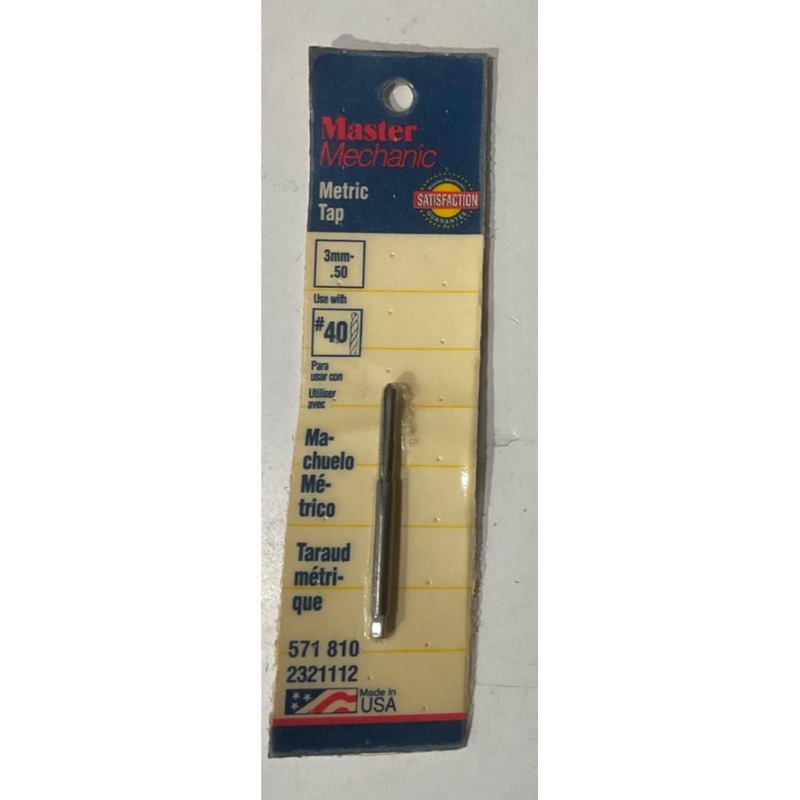 Master
Mechanic
Metric
Tap
SATISFACTION
GUARANTEE
3mm-
.50
Use with
#40
Para
usar con
Utiliser
avec
Ma-
chuelo
Mé-
trico
Taraud
métri-
que
571 810
2321112
Made in
USA